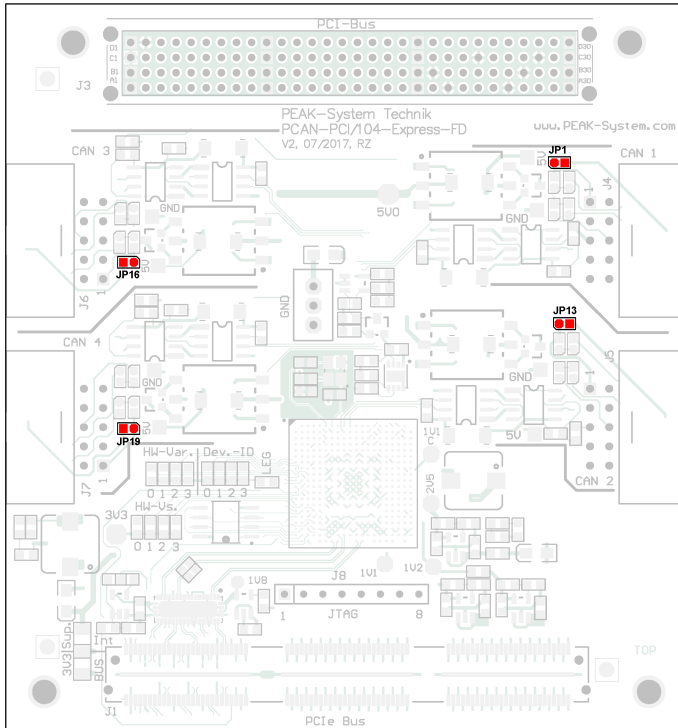 PCI-Bus
D1
C1
B1
A1
D30
C30
B30
A30
J3
PEAK-System Technik
PCAN-PCI/104-Express-FD
V2, 07/2017, RZ
www.PEAK-System.com
CAN 3
JP1
5V
CAN 1
J4
1
GND
5V0
GND
5V
JP16
J6
1
GND
JP13
CAN 4
J5
1
GND
GND
5V
JP19
5V
1V1
C
J7
1
HW-Var.
Dev.-ID
LEG
CAN 2
0 1 2 3
0 1 2 3
2V5
3V3
HW-Vs.
0 1 2 3
1V1
1V2
1V8
J8
1
JTAG
8
3V3
Sup.
Int
BUS
TOP
J1
PCIe Bus